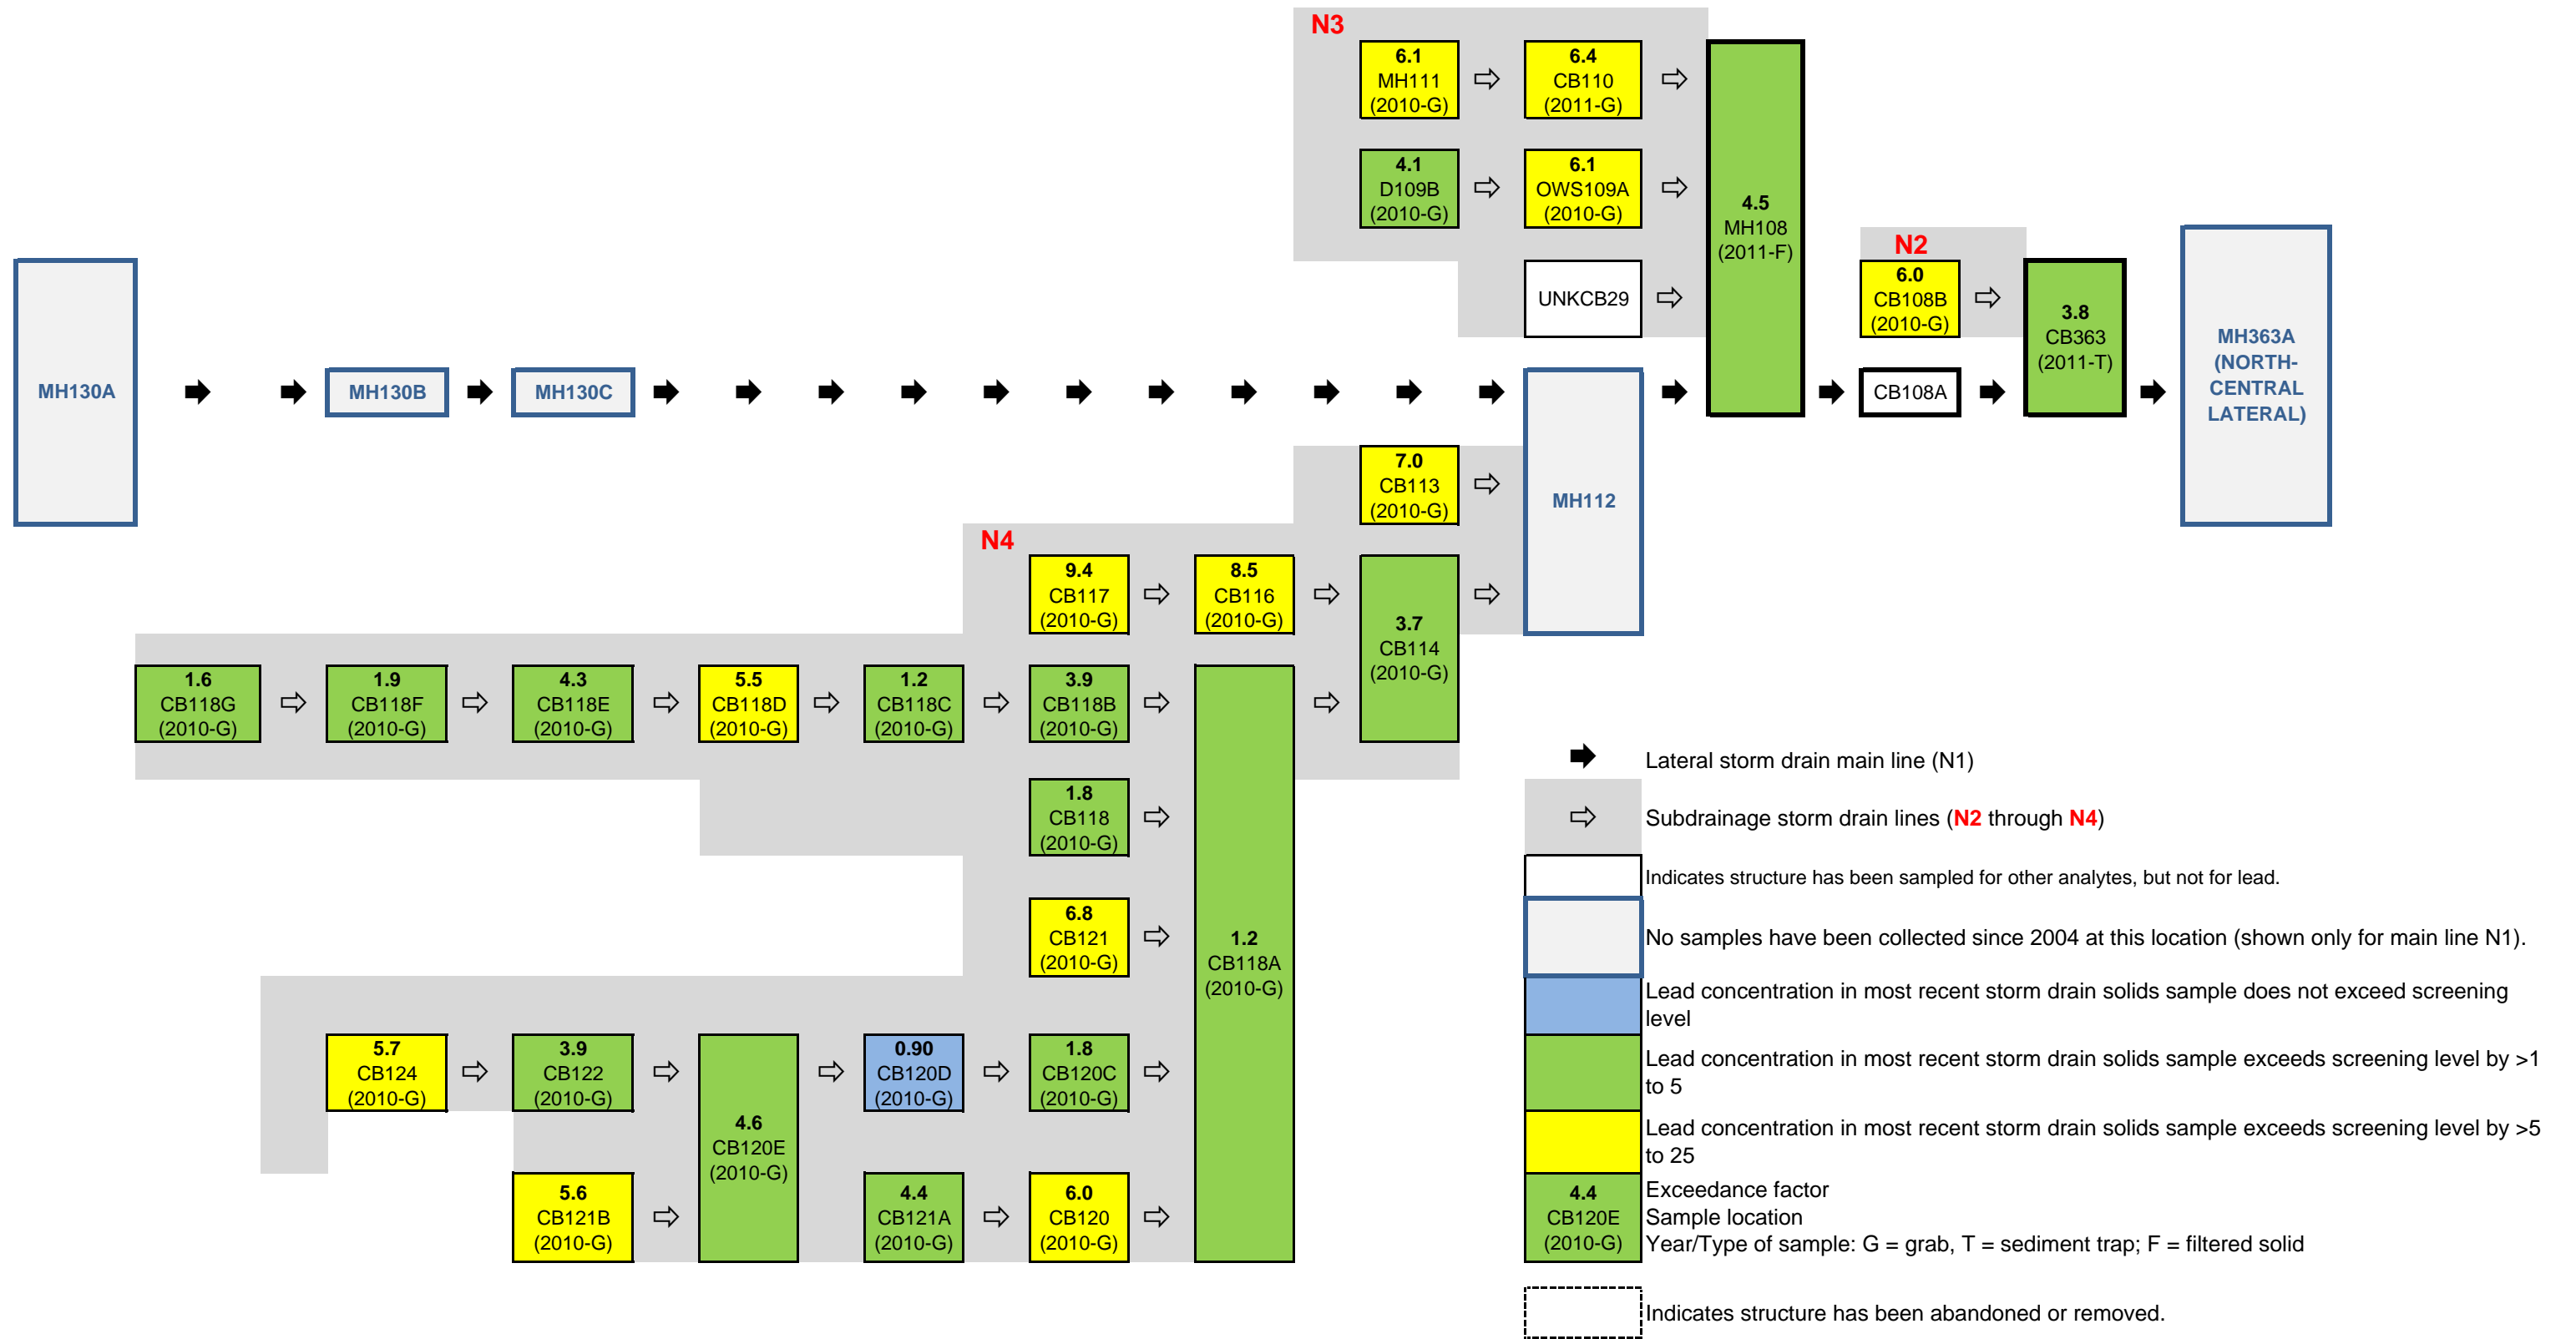 N3
6.1
MH111
(2010-G)
6.4
CB110
(2011-G)
4.1
D109B
(2010-G)
6.1
OWS109A
(2010-G)
4.5
MH108
(2011-F)
UNKCB29
N2
6.0
CB108B
(2010-G)
3.8
CB363
(2011-T)
MH363A
(NORTH-
CENTRAL
LATERAL)
MH130A
MH130B
MH130C
CB108A
7.0
CB113
(2010-G)
MH112
N4
9.4
CB117
(2010-G)
8.5
CB116
(2010-G)
3.7
CB114
(2010-G)
1.6
CB118G
(2010-G)
1.9
CB118F
(2010-G)
4.3
CB118E
(2010-G)
5.5
CB118D
(2010-G)
1.2
CB118C
(2010-G)
3.9
CB118B
(2010-G)
1.8
CB118
(2010-G)
6.8
CB121
(2010-G)
1.2
CB118A
(2010-G)
5.7
CB124
(2010-G)
3.9
CB122
(2010-G)
4.6
CB120E
(2010-G)
0.90
CB120D
(2010-G)
1.8
CB120C
(2010-G)
5.6
CB121B
(2010-G)
4.4
CB121A
(2010-G)
6.0
CB120
(2010-G)
Lateral storm drain main line (N1)
Subdrainage storm drain lines (N2 through N4)
Indicates structure has been sampled for other analytes, but not for lead.
No samples have been collected since 2004 at this location (shown only for main line N1).
Lead concentration in most recent storm drain solids sample does not exceed screening
level
Lead concentration in most recent storm drain solids sample exceeds screening level by >1
to 5
Lead concentration in most recent storm drain solids sample exceeds screening level by >5
to 25
4.4
CB120E
(2010-G)
Exceedance factor
Sample location
Year/Type of sample: G = grab, T = sediment trap; F = filtered solid
Indicates structure has been abandoned or removed.